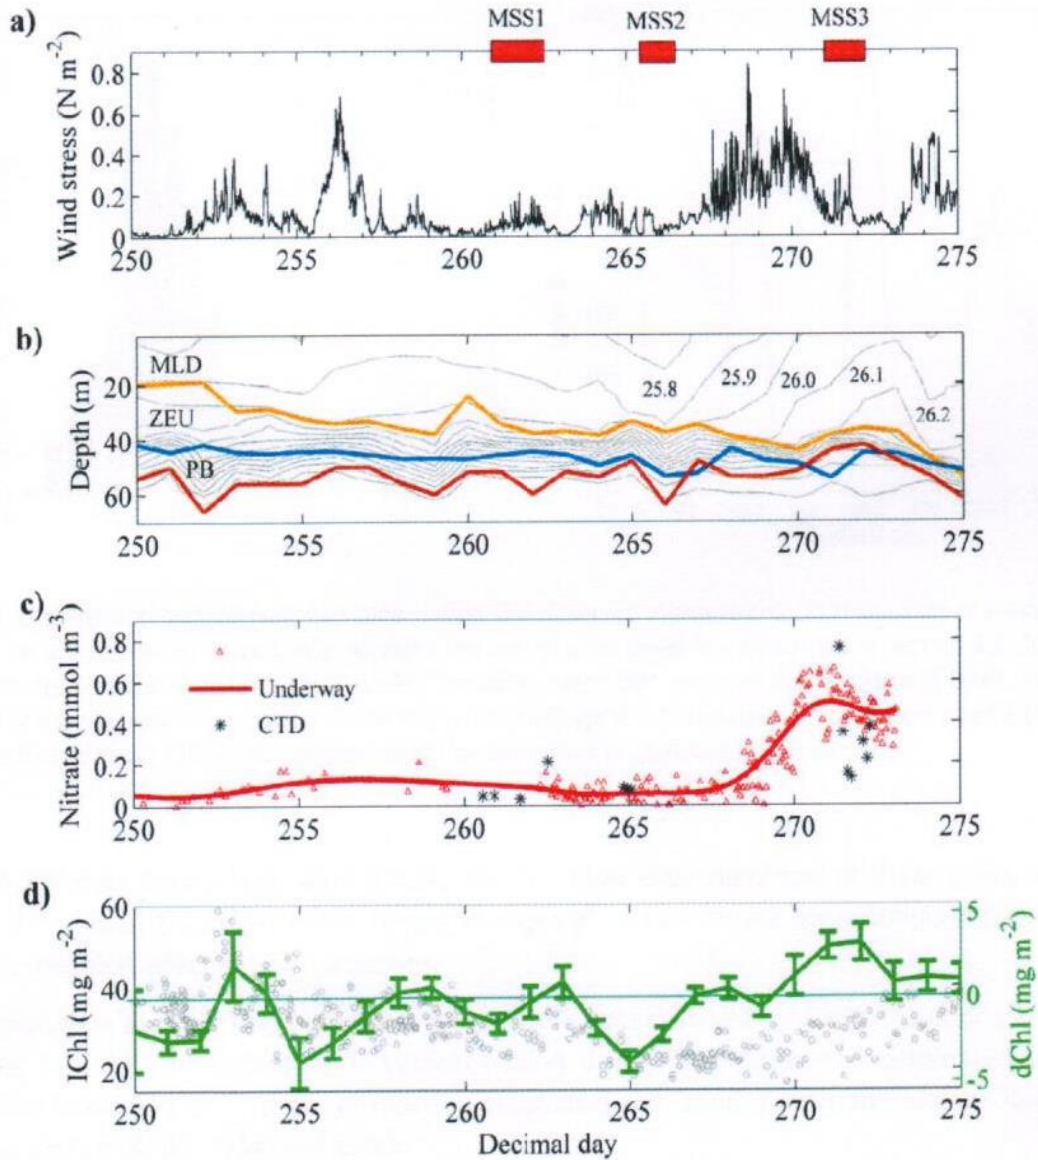 a)
MSS1 MSS2 MSS3
Wind stress (N m-2)
0.8
0.6
0.4
0.2
0
250 255 260 265 270 275
b)
Depth (m)
20
40
60
MLD
ZEU
PB
25.8 25.9 26.0 26.1 26.2
250 255 260 265 270 275
c)
Nitrate (mmol m-3)
0.8
0.6
0.4
0.2
0
Underway
CTD
250 255 260 265 270 275
d)
IChl (mg m-2)
60
40
20
5
0
-5
dChl (mg m-2)
250 255 260 265 270 275
Decimal day